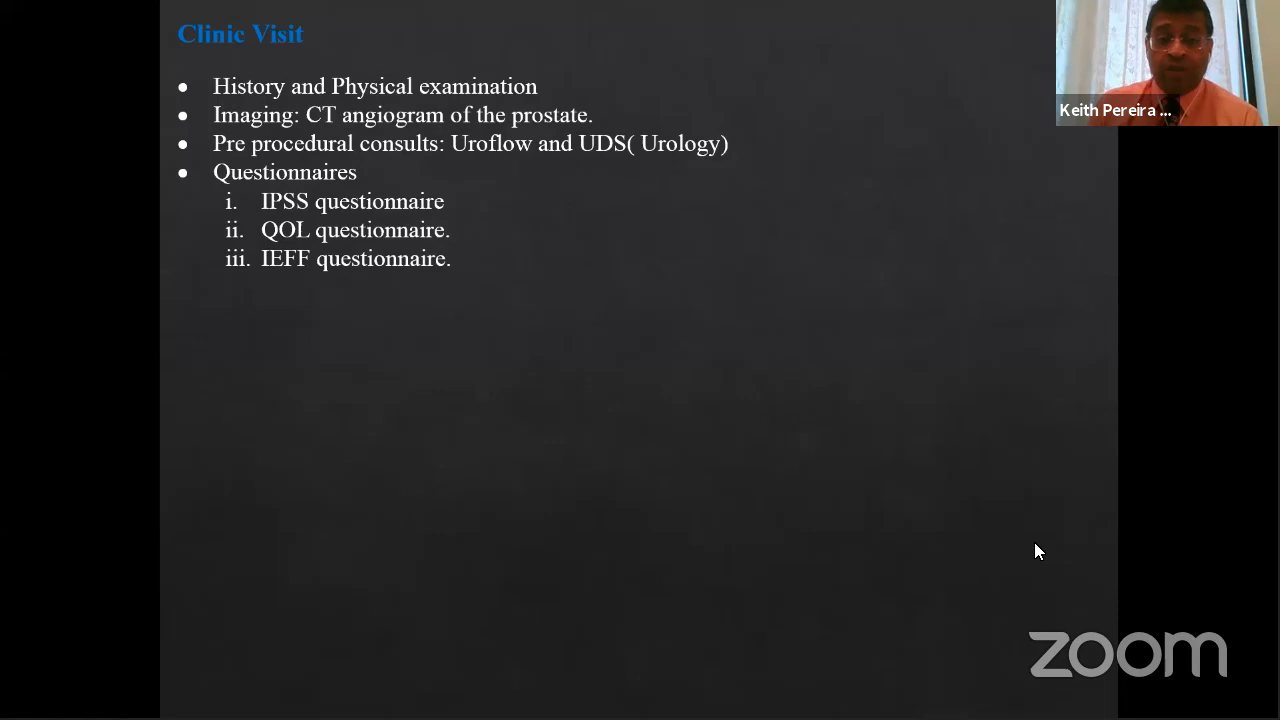 Clinic Visit
• History and Physical examination
• Imaging: CT angiogram of the prostate.
• Pre procedural consults: Uroflow and UDS( Urology)
• Questionnaires
i. IPSS questionnaire
ii. QOL questionnaire.
iii. IEFF questionnaire.
Keith Pereira ...
zoom